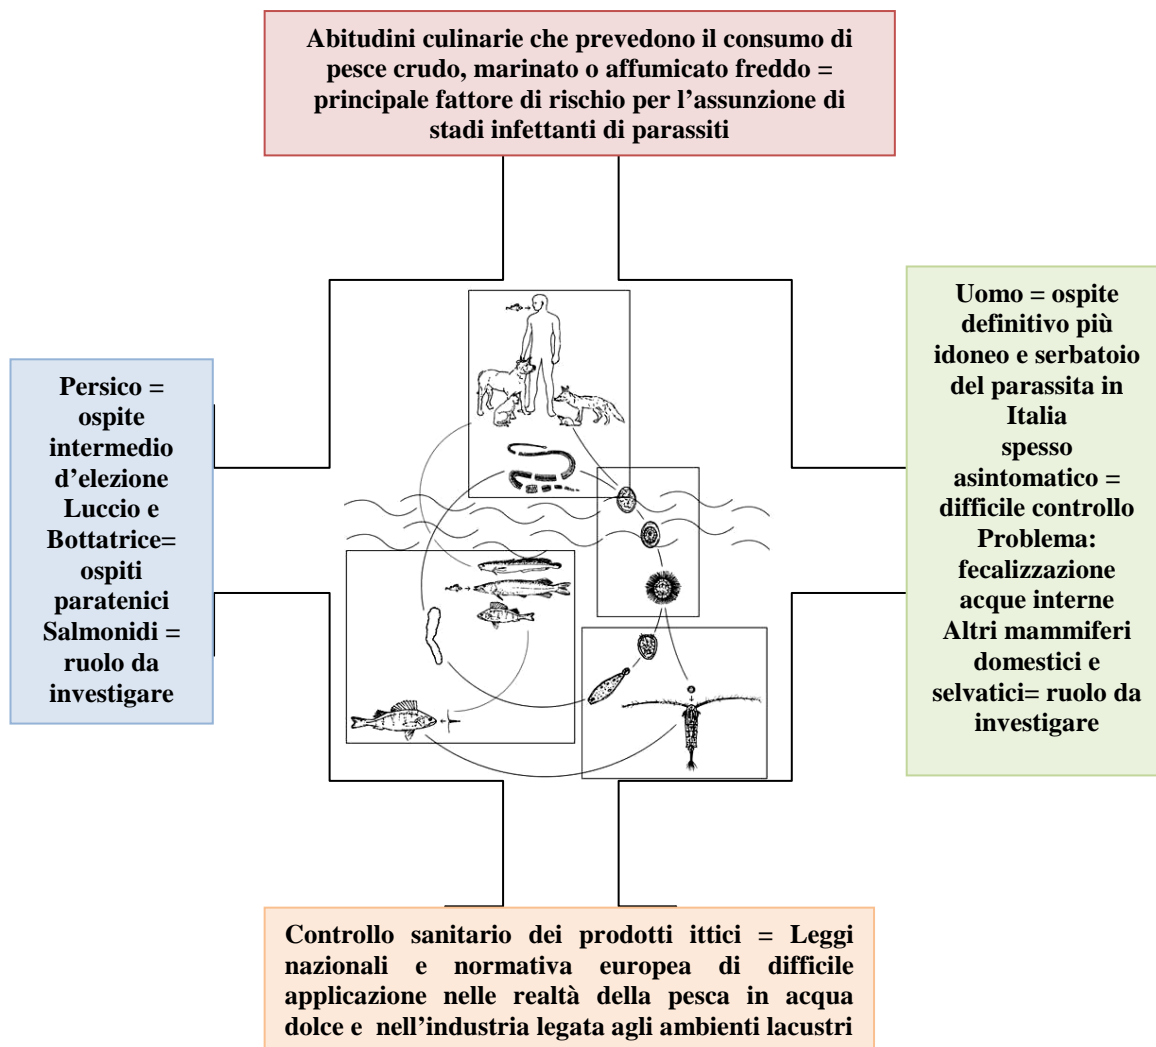 Abitudini culinarie che prevedono il consumo di
pesce crudo, marinato o affumicato freddo =
principale fattore di rischio per l'assunzione di
stadi infettanti di parassiti
Persico =
ospite
intermedio
d'elezione
Luccio e
Bottatrice=
ospiti
paratenici
Salmonidi =
ruolo da
investigare
Uomo = ospite
definitivo più
idoneo e serbatoio
del parassita in
Italia
spesso
asintomatico =
difficile controllo
Problema:
fecalizzazione
acque interne
Altri mammiferi
domestici e
selvatici= ruolo da
investigare
Controllo sanitario dei prodotti ittici = Leggi
nazionali e normativa europea di difficile
applicazione nelle realtà della pesca in acqua
dolce e nell'industria legata agli ambienti lacustri